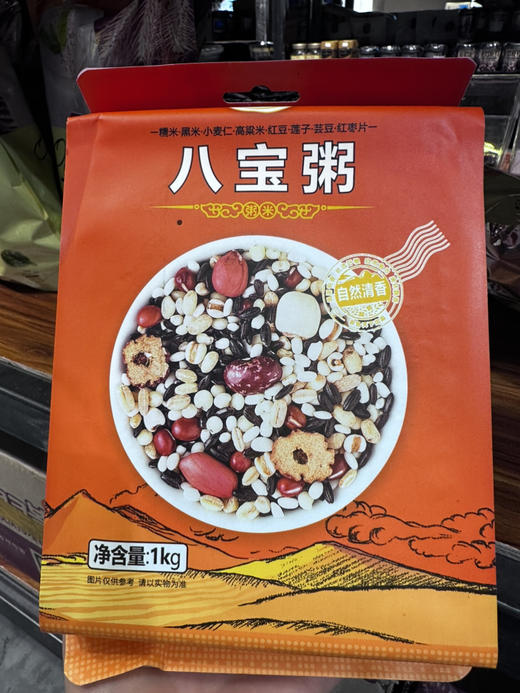 糯米·黑米·小麦仁·高粱米·红豆·莲子·芸豆·红枣片
八宝粥
粥米
自然清香
净含量:1kg
图片仅供参考 请以实物为准